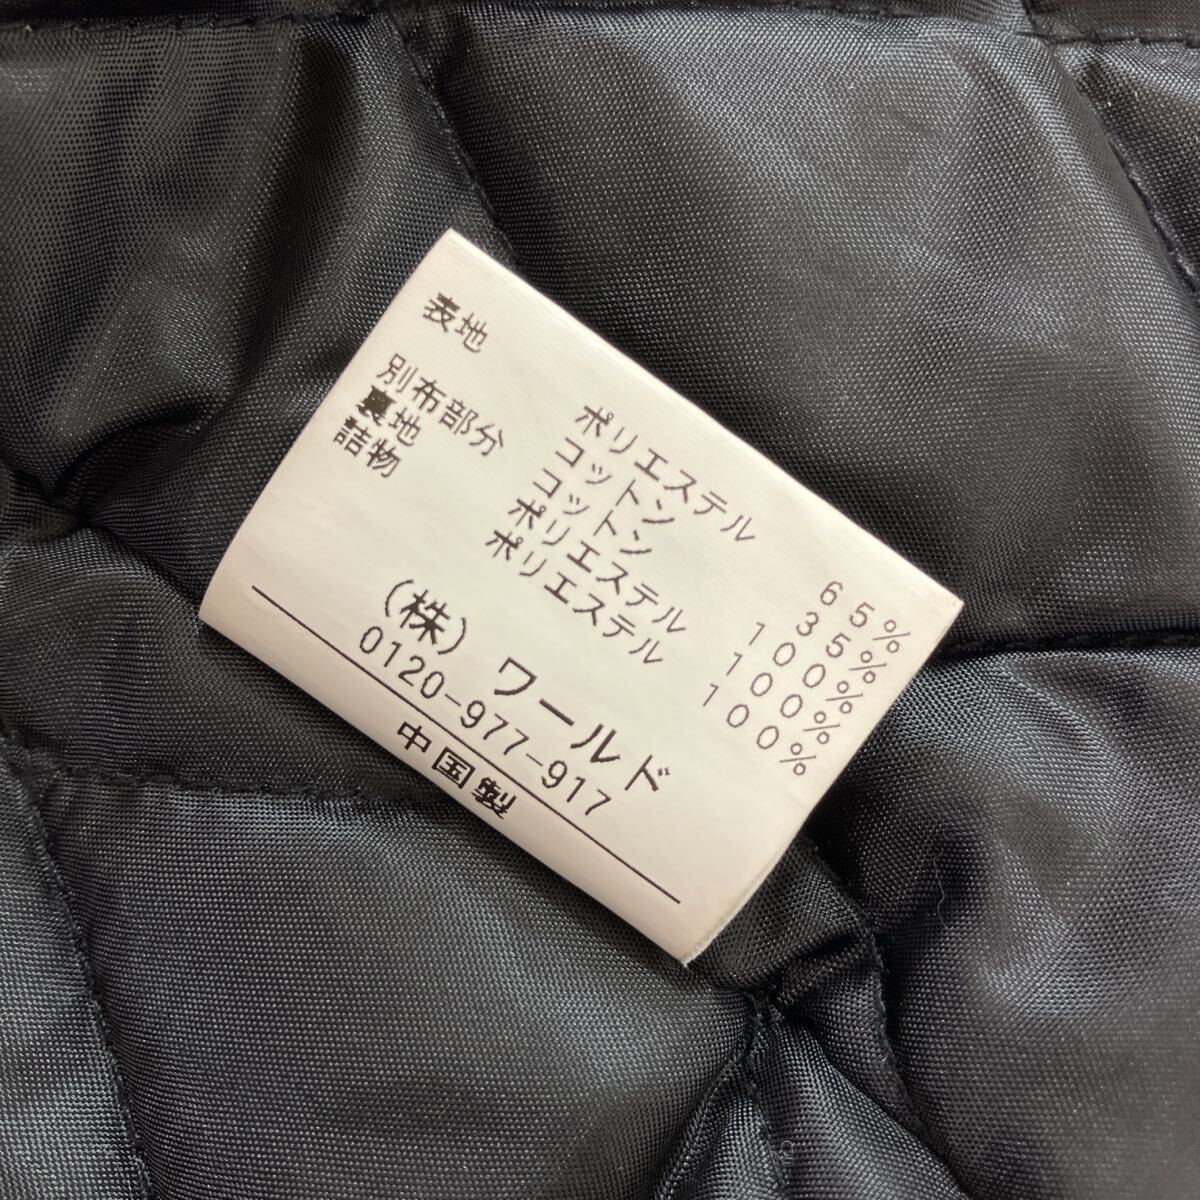 表地 ポリエステル 65%
コットン 35%
別布部分 コットン 100%
裏地 ポリエステル 100%
詰物 ポリエステル 100%
(株) ワールド
0120-977-917
中国製